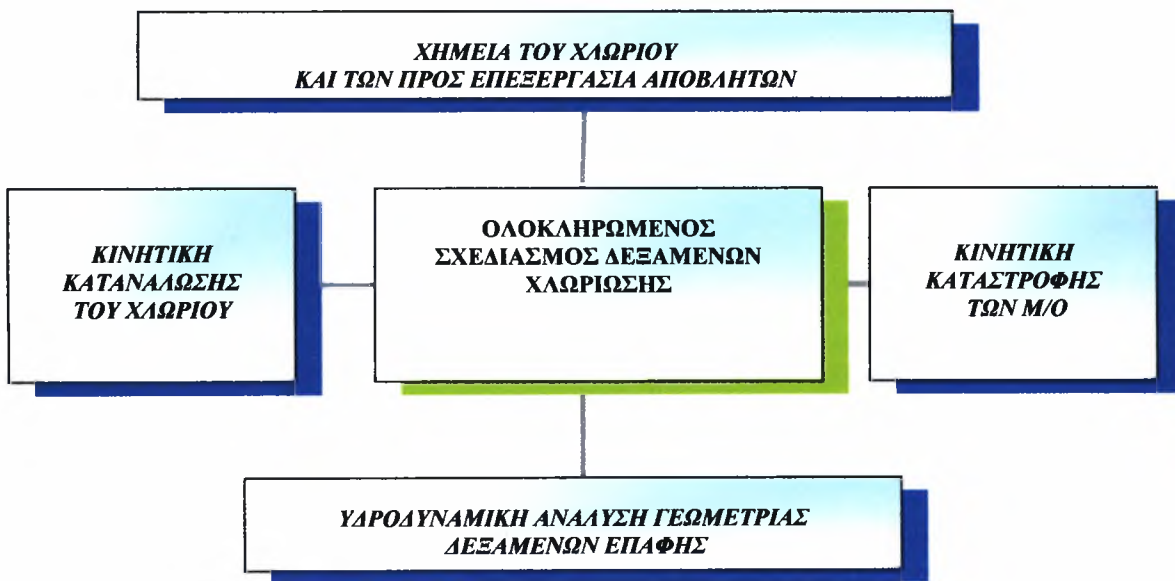 ΧΗΜΕΙΑ ΤΟΥ ΧΛΩΡΙΟΥ
ΚΑΙ ΤΩΝ ΠΡΟΣ ΕΠΕΞΕΡΓΑΣΙΑ ΑΠΟΒΛΗΤΩΝ
ΚΙΝΗΤΙΚΗ
ΚΑΤΑΝΑΛΩΣΗΣ
ΤΟΥ ΧΛΩΡΙΟΥ
ΟΛΟΚΛΗΡΩΜΕΝΟΣ
ΣΧΕΔΙΑΣΜΟΣ ΔΕΞΑΜΕΝΩΝ
ΧΛΩΡΙΩΣΗΣ
ΚΙΝΗΤΙΚΗ
ΚΑΤΑΣΤΡΟΦΗΣ
ΤΩΝ Μ/Ο
ΥΔΡΟΔΥΝΑΜΙΚΗ ΑΝΑΛΥΣΗ ΓΕΩΜΕΤΡΙΑΣ
ΔΕΞΑΜΕΝΩΝ ΕΠΑΦΗΣ